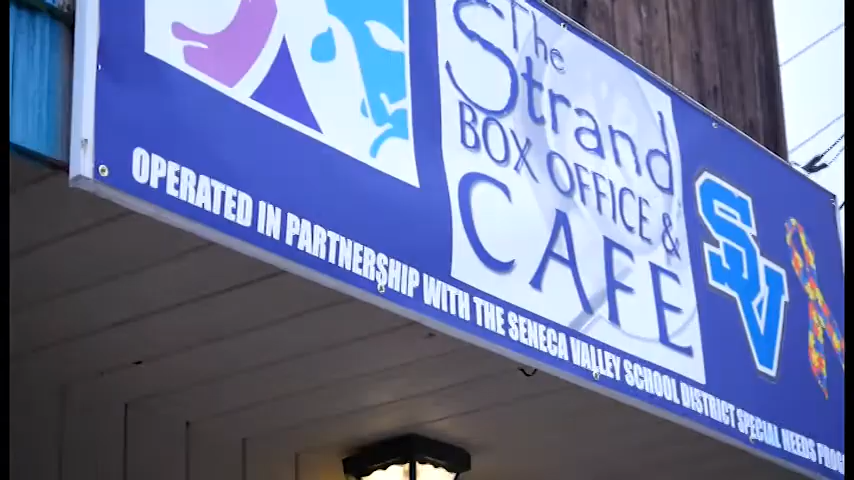 The
Strand
BOX OFFICE &
CAFE
SV
OPERATED IN PARTNERSHIP WITH THE SENECA VALLEY SCHOOL DISTRICT SPECIAL NEEDS